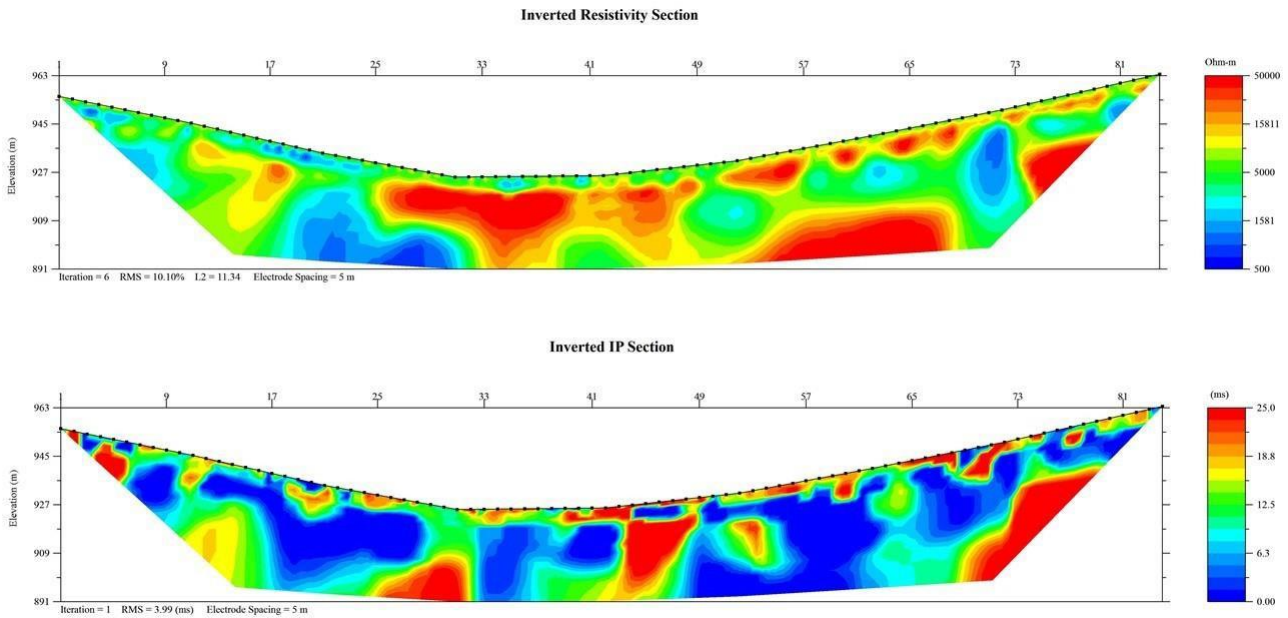 Inverted Resistivity Section
1 9 17 25 33 41 49 57 65 73 81
Ohm-m
963
945
927
909
891
Elevation (m)
50000
15811
5000
1581
500
Iteration = 6 RMS = 10.10% L2 = 11.34 Electrode Spacing = 5 m
Inverted IP Section
1 9 17 25 33 41 49 57 65 73 81
(ms)
963
945
927
909
891
Elevation (m)
25.0
18.8
12.5
6.3
0.00
Iteration = 1 RMS = 3.99 (ms) Electrode Spacing = 5 m